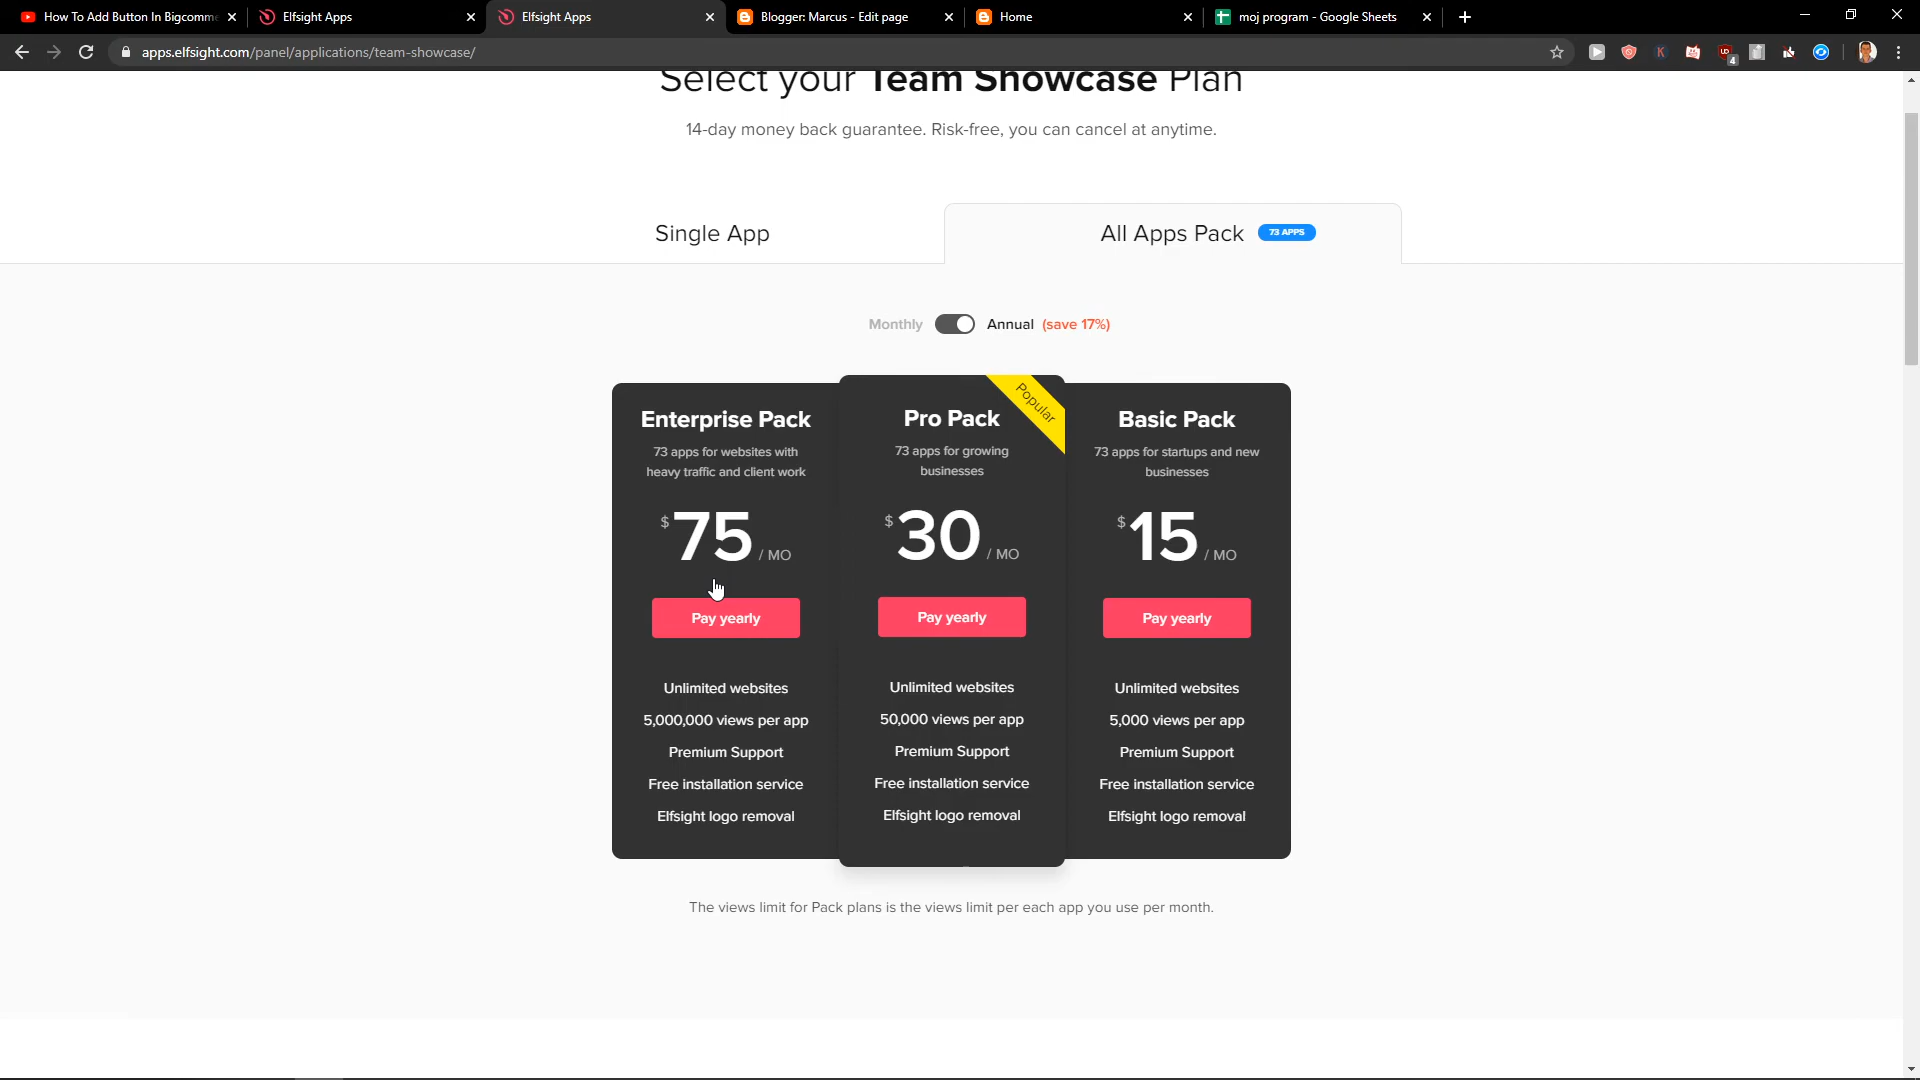 How To Add Button In Bigcomme
Elfsight Apps
Elfsight Apps
Blogger: Marcus - Edit page
Home
moj program - Google Sheets
apps.elfsight.com/panel/applications/team-showcase/
4
Select your Team Showcase Plan
14-day money back guarantee. Risk-free, you can cancel at anytime.
Single App
All Apps Pack 73 APPS
Monthly Annual (save 17%)
Enterprise Pack
73 apps for websites with
heavy traffic and client work
$75 / MO
Pay yearly
Unlimited websites
5,000,000 views per app
Premium Support
Free installation service
Elfsight logo removal
Popular
Pro Pack
73 apps for growing
businesses
$30 / MO
Pay yearly
Unlimited websites
50,000 views per app
Premium Support
Free installation service
Elfsight logo removal
Basic Pack
73 apps for startups and new
businesses
$15 / MO
Pay yearly
Unlimited websites
5,000 views per app
Premium Support
Free installation service
Elfsight logo removal
The views limit for Pack plans is the views limit per each app you use per month.